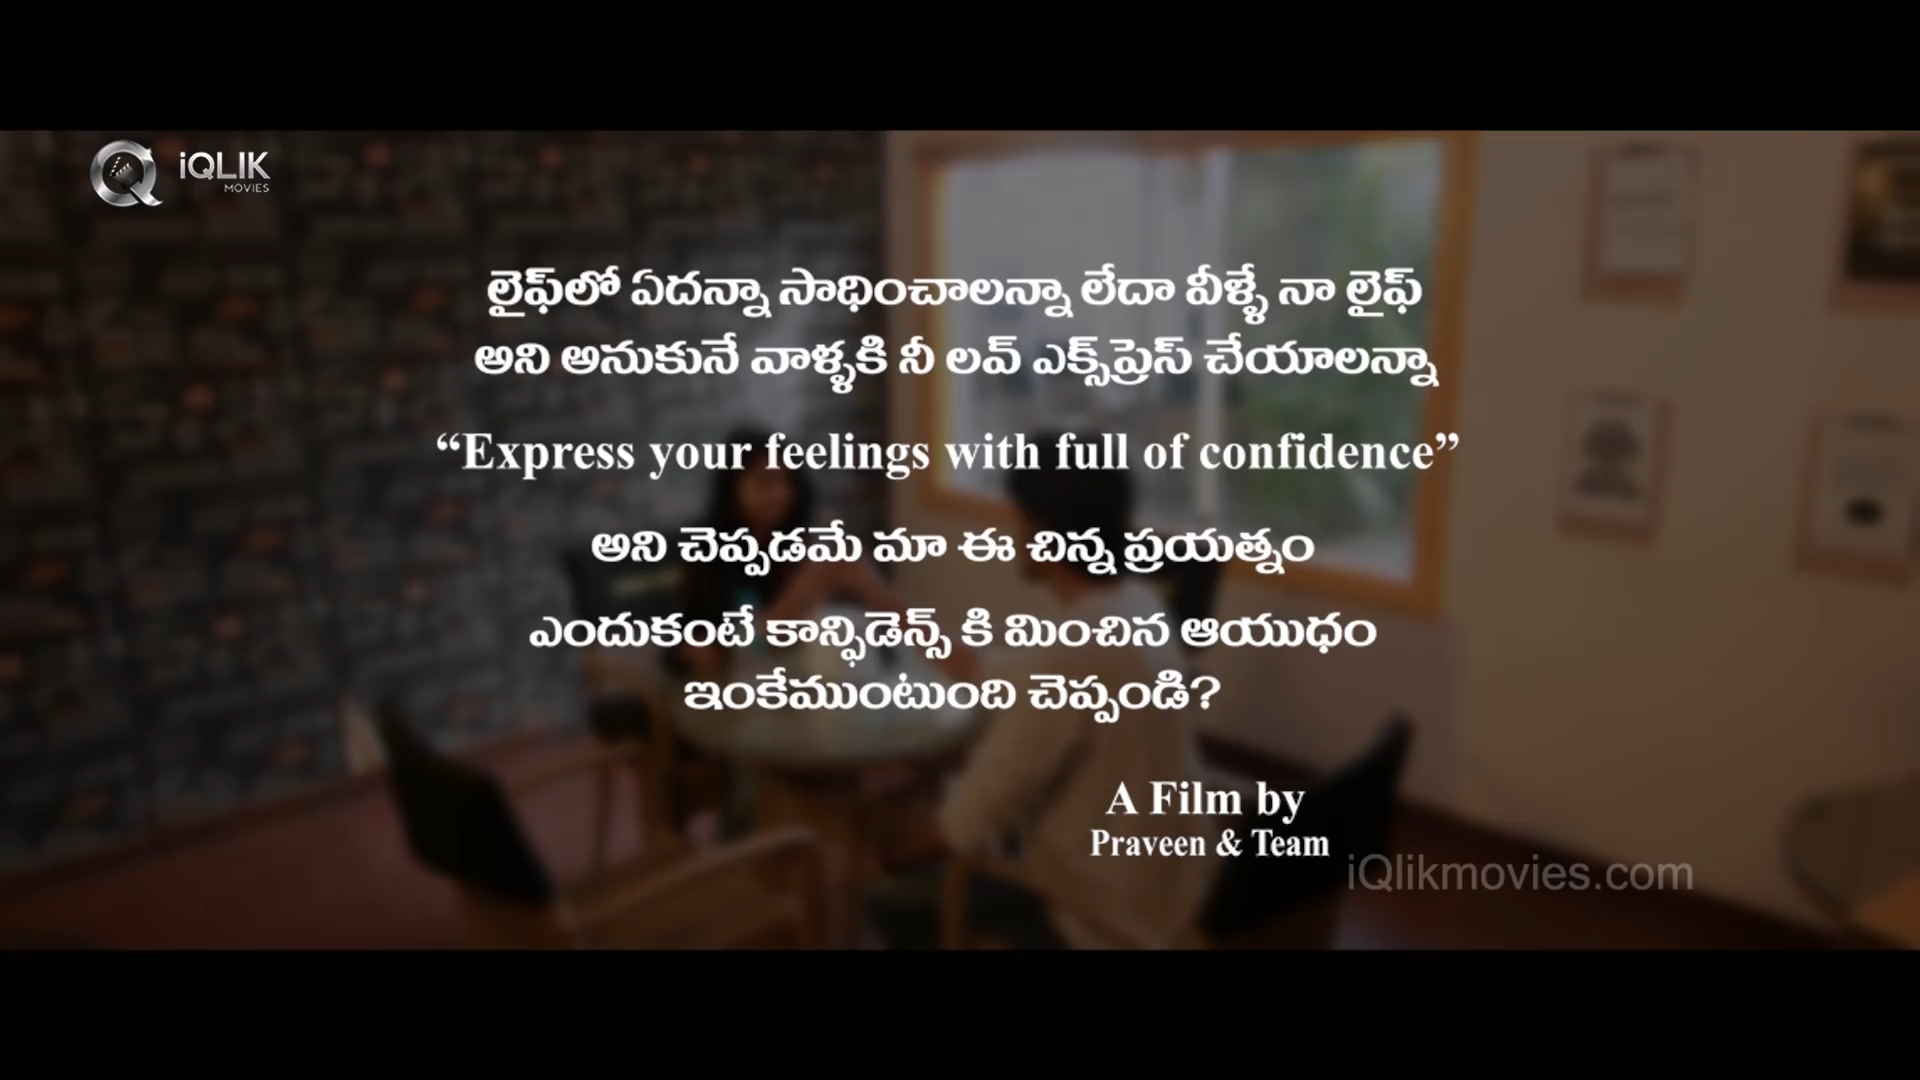 iQLIK
MOVIES
లైఫ్‌లో ఏదన్నా సాధించాలన్నా లేదా వీళ్ళే నా లైఫ్
అని అనుకునే వాళ్ళకి నీ లవ్ ఎక్స్‌ప్రెస్ చేయాలన్నా
“Express your feelings with full of confidence”
అని చెప్పడమే మా ఈ చిన్న ప్రయత్నం
ఎందుకంటే కాన్ఫిడెన్స్ కి మించిన ఆయుధం
ఇంకేముంటుంది చెప్పండి?
A Film by
Praveen & Team
iQlikmovies.com